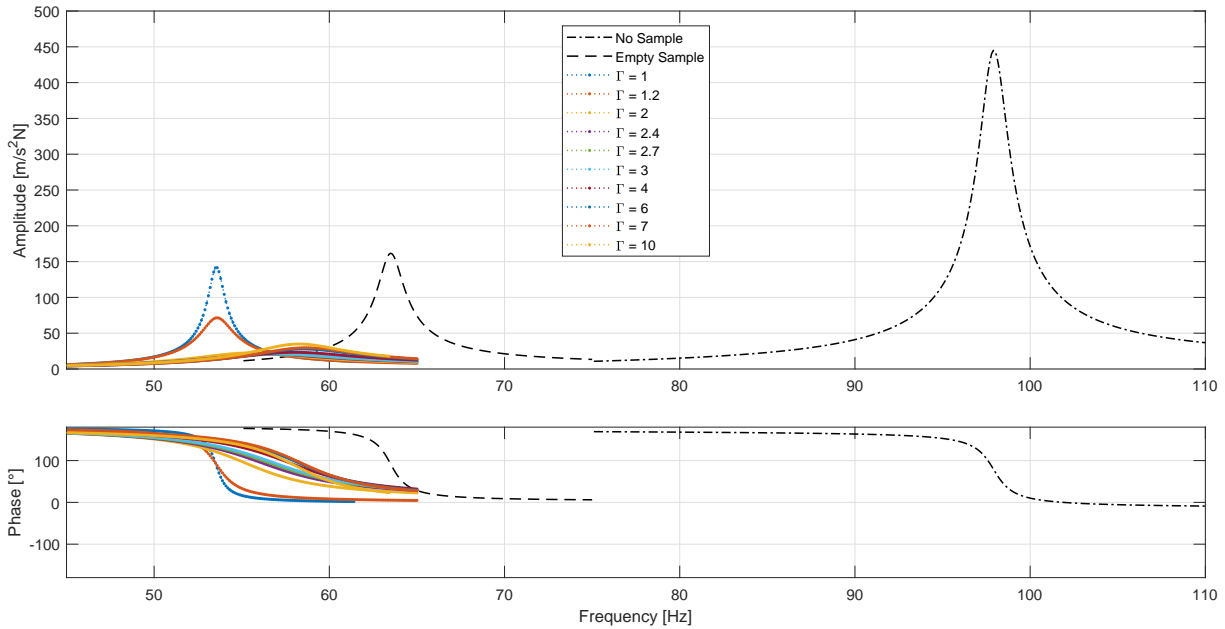 500
450
400
350
300
250
200
150
100
50
0
Amplitude [m/s²N]
No Sample
Empty Sample
Γ = 1
Γ = 1.2
Γ = 2
Γ = 2.4
Γ = 2.7
Γ = 3
Γ = 4
Γ = 6
Γ = 7
Γ = 10
50 60 70 80 90 100 110
100
0
-100
Phase [°]
50 60 70 80 90 100 110
Frequency [Hz]